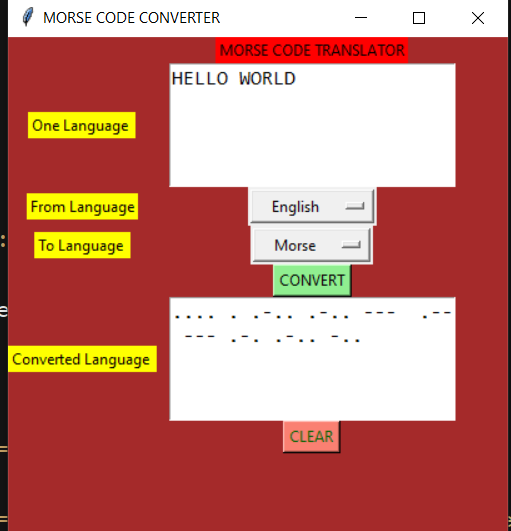 MORSE CODE CONVERTER
MORSE CODE TRANSLATOR
HELLO WORLD
One Language
From Language
English
To Language
Morse
CONVERT
.... . .-.. .-.. ---  .--
 --- .-. .-.. -..
Converted Language
CLEAR